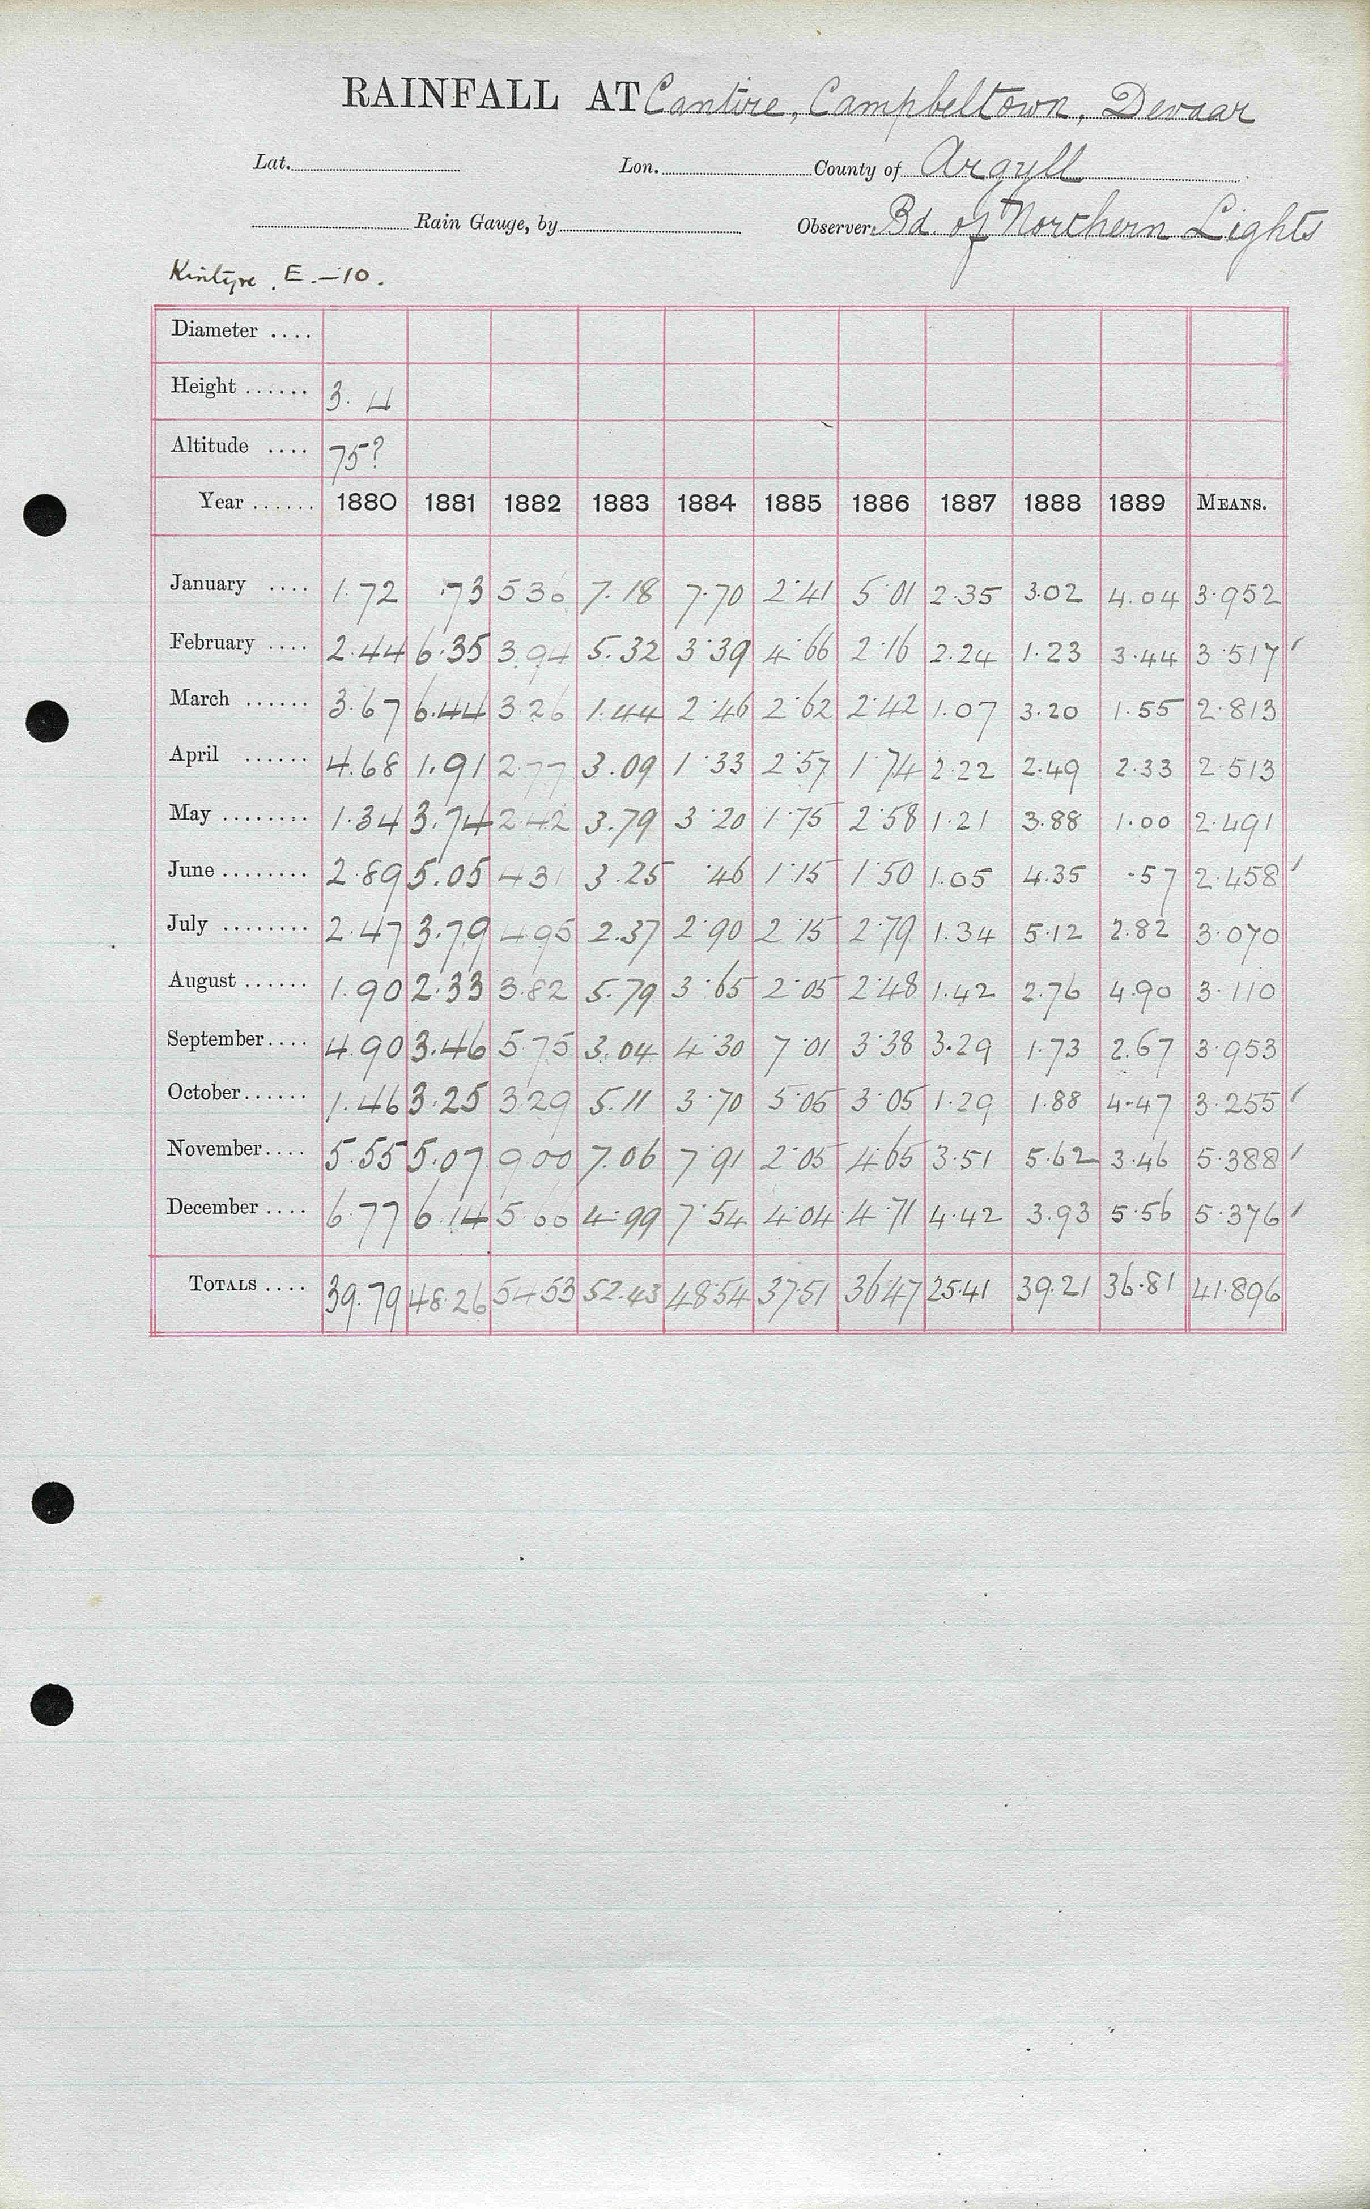 RAINFALL AT Cantire, Campbeltown, Devaar
Lat. Lon. County of Argyll
Rain Gauge, by Observer, Bd. of Northern Lights
Kintyre. E.—10.
Diameter ....
Height ...... 3. 4
Altitude .... 75?
Year ...... 1880 1881 1882 1883 1884 1885 1886 1887 1888 1889 MEANS.
January .... 1.72 .73 5 36 7.18 7.70 2.41 5.01 2.35 3.02 4.04 3.952
February .... 2.44 6.35 3.94 5.32 3.39 4.66 2.16 2.24 1.23 3.44 3.517
March ...... 3.67 6.44 3 26 1.44 2.46 2.62 2.42 1.07 3.20 1.55 2.813
April ...... 4.68 1.91 2.77 3.09 1.33 2.57 1.74 2.22 2.49 2.33 2.513
May ........ 1.34 3.74 2.42 3.79 3.20 1.75 2.58 1.21 3.88 1.00 2.491
June ........ 2.89 5.05 4 31 3.25 .46 1.15 1.50 1.05 4.35 .57 2.458
July ........ 2.47 3.79 4.95 2.37 2.90 2.15 2.79 1.34 5.12 2.82 3.070
August ...... 1.90 2.33 3.82 5.79 3.65 2.05 2.48 1.42 2.76 4.90 3.110
September .... 4.90 3.46 5.75 3.04 4.30 7.01 3.38 3.29 1.73 2.67 3.953
October ...... 1.46 3.25 3.29 5.11 3.70 5.05 3.05 1.29 1.88 4.47 3.255
November .... 5.55 5.07 9 00 7.06 7.91 2.05 4.65 3.51 5.62 3.46 5.388
December .... 6.77 6.14 5 66 4.99 7.54 4.04 4.71 4.42 3.93 5.56 5.376
TOTALS .... 39.79 48.26 54 53 52.43 48.54 37.51 36.47 25.41 39.21 36.81 41.896